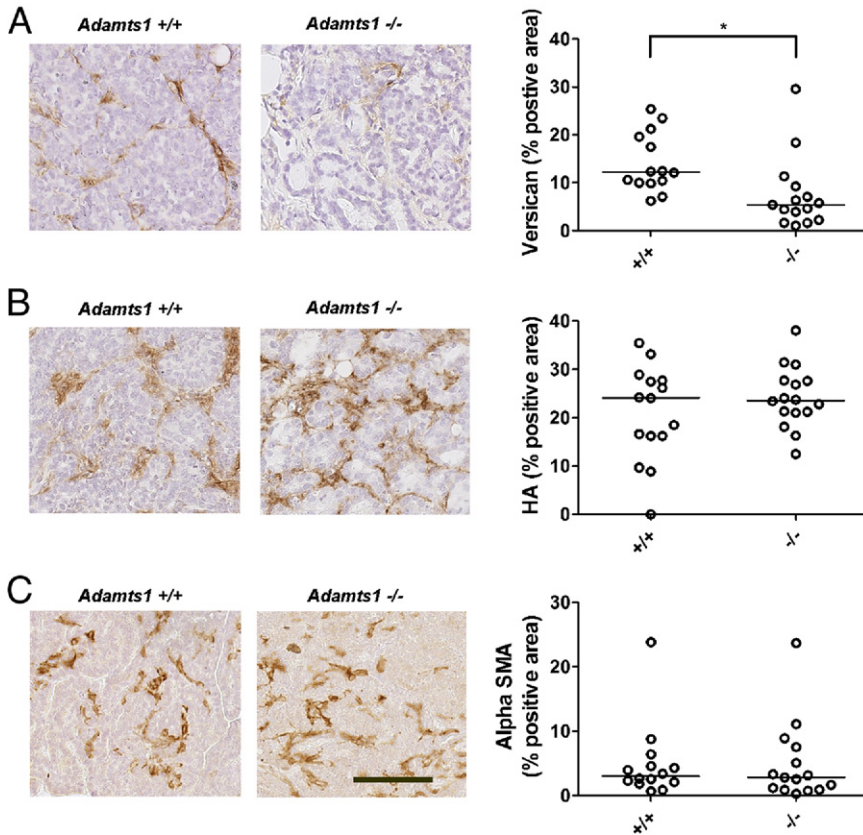 A
Adamts1 +/+
Adamts1 -/-
*
Versican (% postive area)
40
30
20
10
0
+/+
-/-
B
Adamts1 +/+
Adamts1 -/-
HA (% positive area)
40
30
20
10
0
+/+
-/-
C
Adamts1 +/+
Adamts1 -/-
Alpha SMA
(% positive area)
30
20
10
0
+/+
-/-